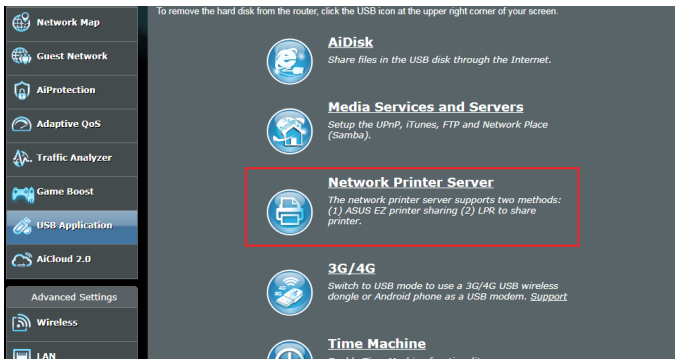 To remove the hard disk from the router, click the USB icon at the upper right corner of your screen.
Network Map
Guest Network
AiProtection
Adaptive QoS
Traffic Analyzer
Game Boost
USB Application
AiCloud 2.0
Advanced Settings
Wireless
LAN
AiDisk
Share files in the USB disk through the Internet.
Media Services and Servers
Setup the UPnP, iTunes, FTP and Network Place
(Samba).
Network Printer Server
The network printer server supports two methods:
(1) ASUS EZ printer sharing (2) LPR to share
printer.
3G/4G
Switch to USB mode to use a 3G/4G USB wireless
dongle or Android phone as a USB modem. Support
Time Machine